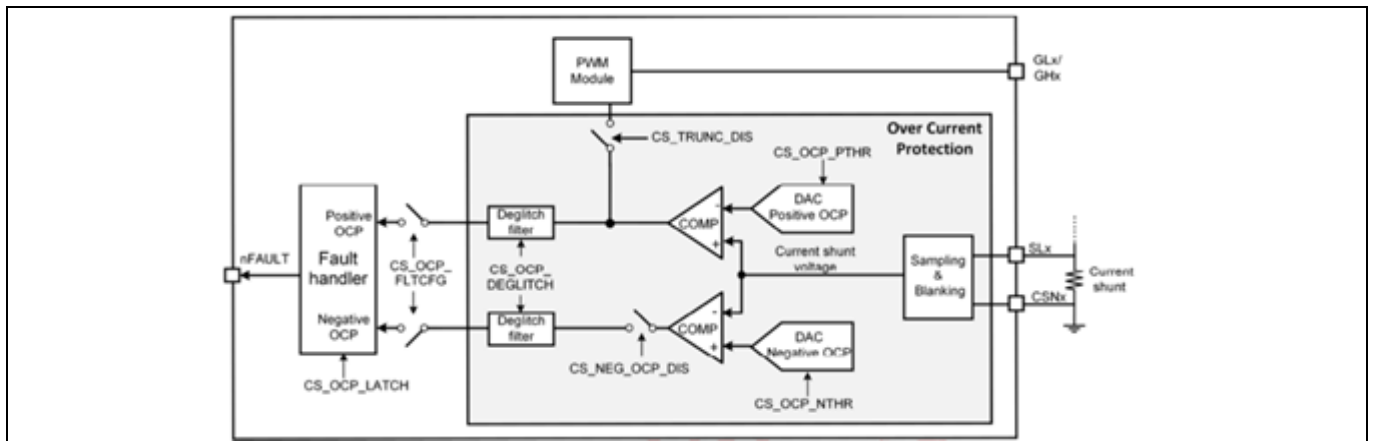 PWM
Module
GLx/
GHx
Over Current
Protection
CS_TRUNC_DIS
CS_OCP_PTHR
DAC
Positive OCP
Positive
OCP
Deglitch
filter
COMP
-
+
nFAULT
Fault
handler
CS_OCP_
FLTCFG
CS_OCP_
DEGLITCH
Current shunt
voltage
Sampling
&
Blanking
SLx
Current
shunt
CSNx
Negative
OCP
Deglitch
filter
COMP
-
+
DAC
Negative OCP
CS_NEG_OCP_DIS
CS_OCP_LATCH
CS_OCP_NTHR